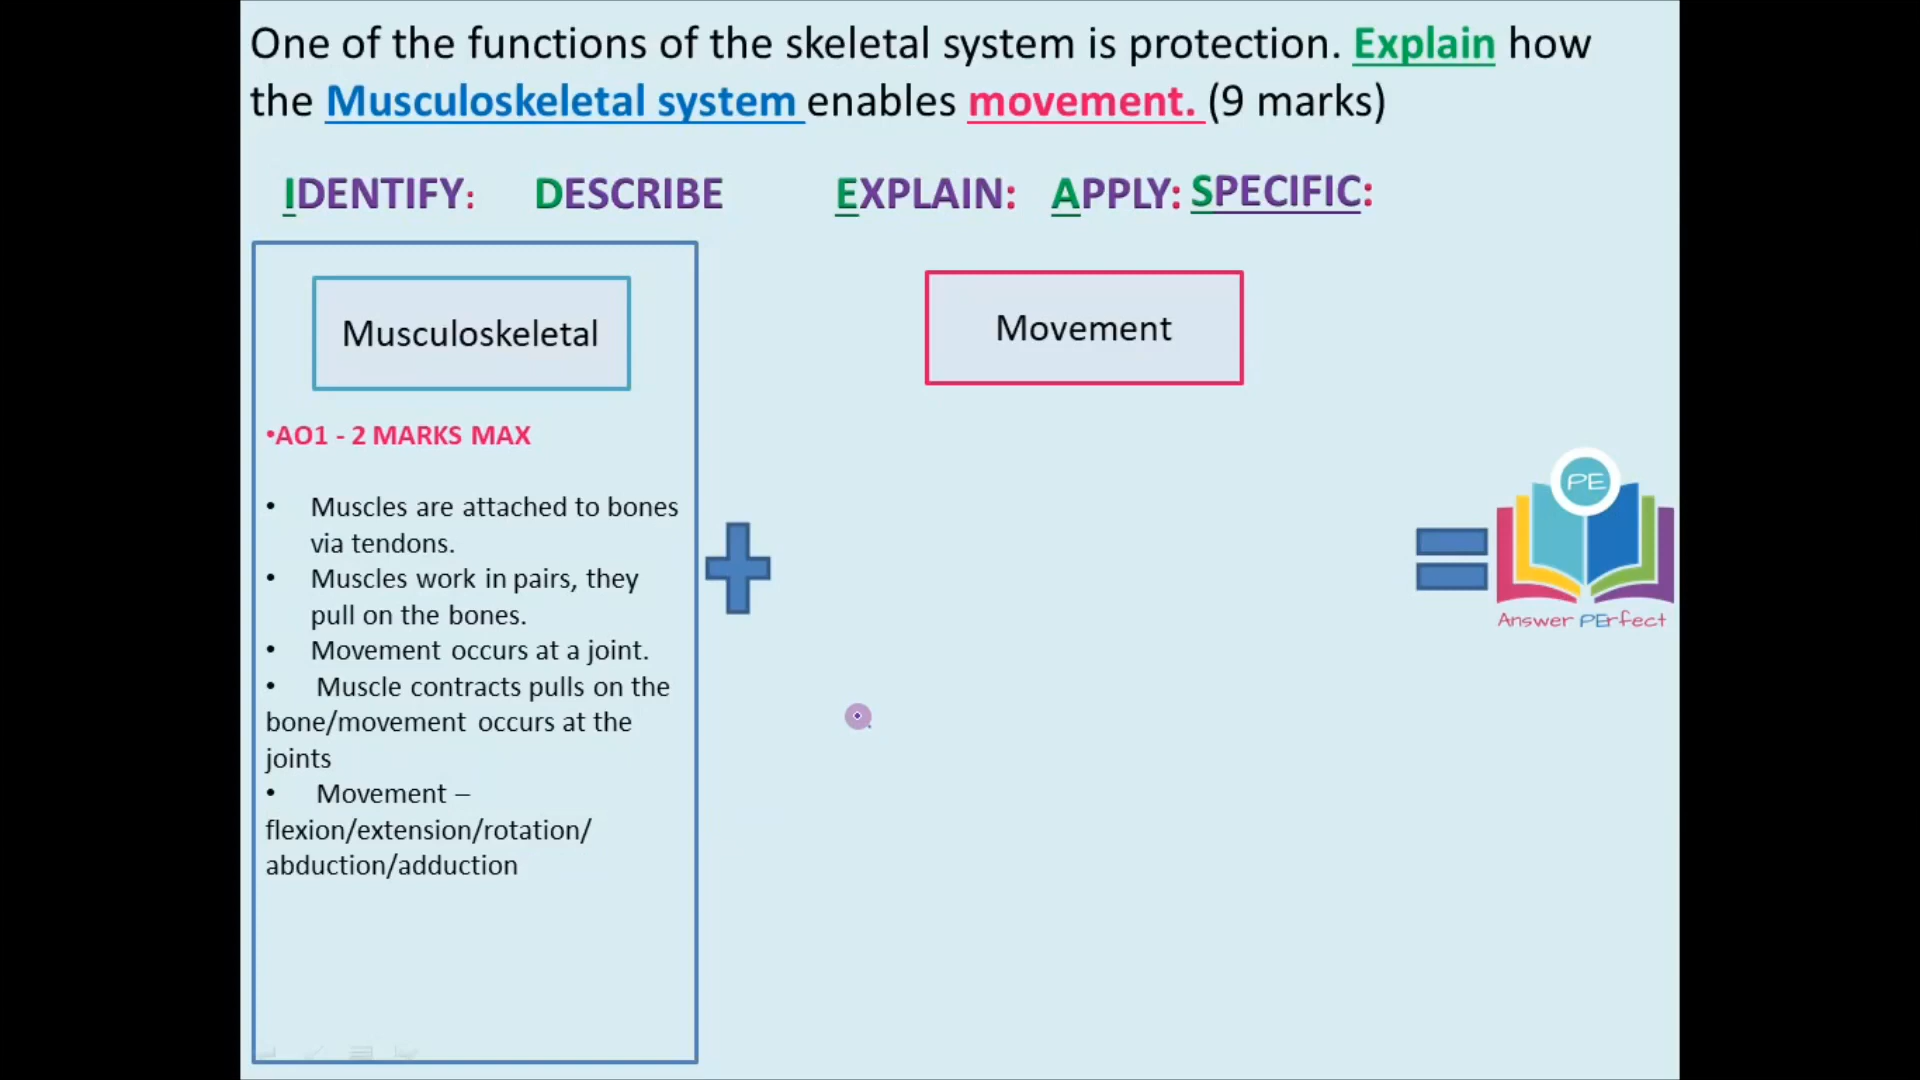 One of the functions of the skeletal system is protection. Explain how
the Musculoskeletal system enables movement. (9 marks)
IDENTIFY: DESCRIBE EXPLAIN: APPLY: SPECIFIC:
Musculoskeletal
•AO1 - 2 MARKS MAX
• Muscles are attached to bones
via tendons.
• Muscles work in pairs, they
pull on the bones.
• Movement occurs at a joint.
• Muscle contracts pulls on the
bone/movement occurs at the
joints
• Movement –
flexion/extension/rotation/
abduction/adduction
Movement
PE
Answer PErfect